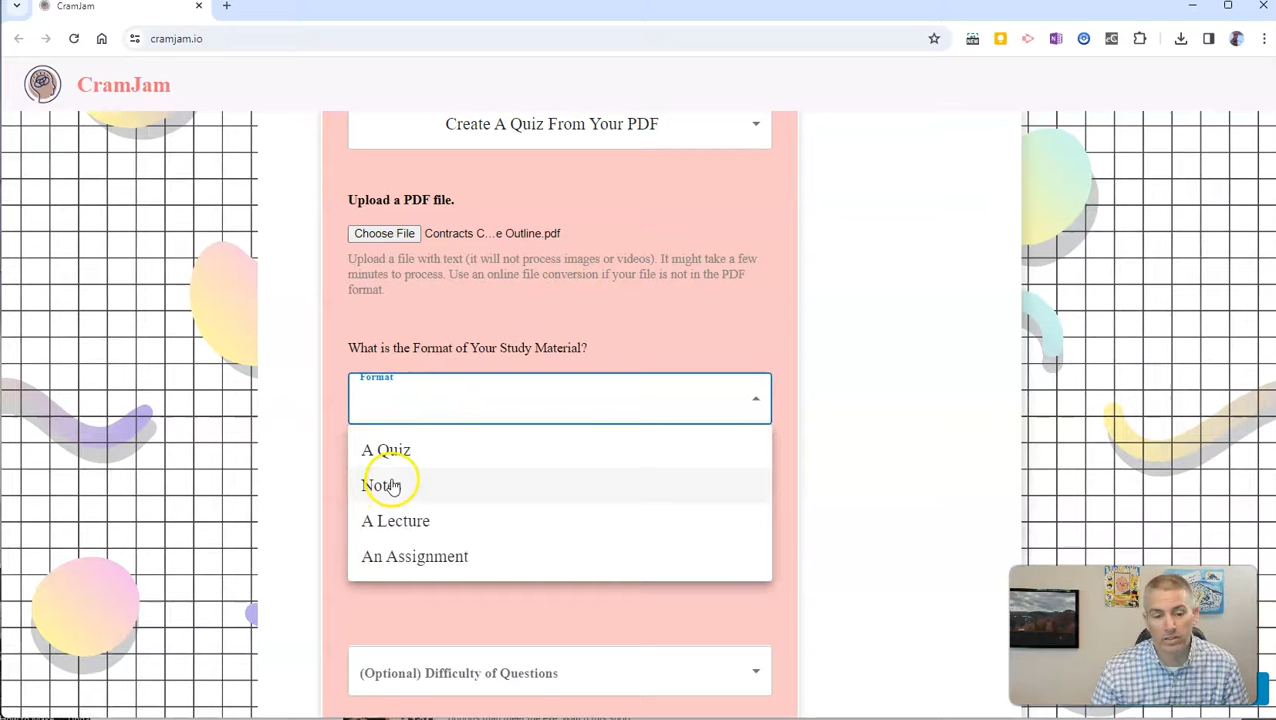 CramJam
cramjam.io
CramJam
Create A Quiz From Your PDF
Upload a PDF file.
Choose File Contracts C...e Outline.pdf
Upload a file with text (it will not process images or videos). It might take a few
minutes to process. Use an online file conversion if your file is not in the PDF
format.
What is the Format of Your Study Material?
Format
A Quiz
A Lecture
An Assignment
(Optional) Difficulty of Questions